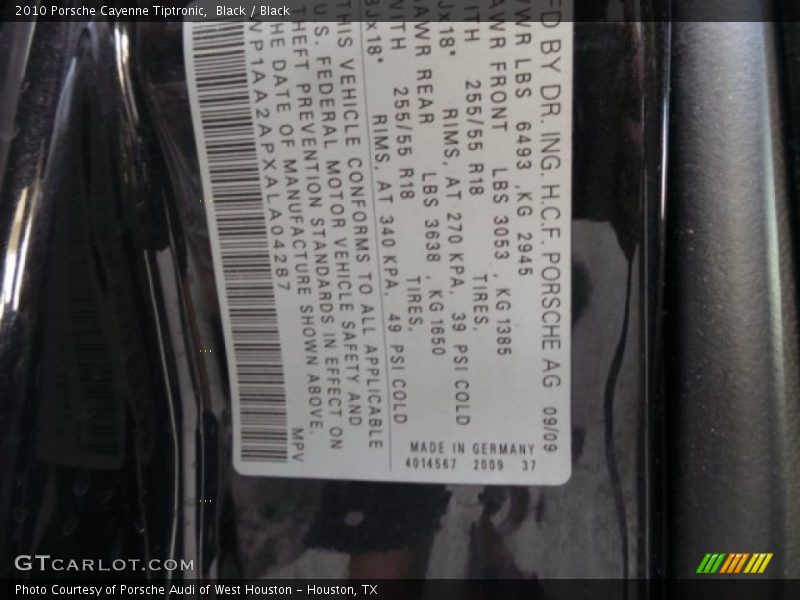 2010 Porsche Cayenne Tiptronic, Black / Black
FD BY DR. ING. H.C.F. PORSCHE AG 09/09
VWR LBS 6493 ,KG 2945
AWR FRONT LBS 3053 , KG 1385
ITH 255/55 R18 TIRES,
Jx18" RIMS, AT 270 KPA, 39 PSI COLD
AWR REAR LBS 3638 , KG 1650
VITH 255/55 R18 TIRES,
8Jx18" RIMS, AT 340 KPA, 49 PSI COLD
THIS VEHICLE CONFORMS TO ALL APPLICABLE
U.S. FEDERAL MOTOR VEHICLE SAFETY AND
THEFT PREVENTION STANDARDS IN EFFECT ON
HE DATE OF MANUFACTURE SHOWN ABOVE.
VP1AA2APXALA04287 MPV
MADE IN GERMANY
4014567 2009 37
GTCARLOT.COM
Photo Courtesy of Porsche Audi of West Houston – Houston, TX